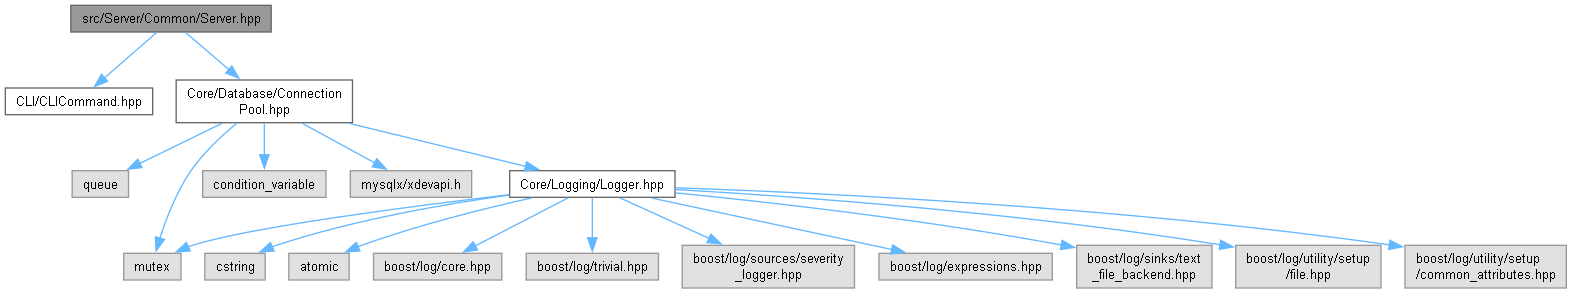 src/Server/Common/Server.hpp
CLI/CLICommand.hpp
Core/Database/Connection
Pool.hpp
queue
condition_variable
mysqlx/xdevapi.h
Core/Logging/Logger.hpp
mutex
cstring
atomic
boost/log/core.hpp
boost/log/trivial.hpp
boost/log/sources/severity
_logger.hpp
boost/log/expressions.hpp
boost/log/sinks/text
_file_backend.hpp
boost/log/utility/setup
/file.hpp
boost/log/utility/setup
/common_attributes.hpp